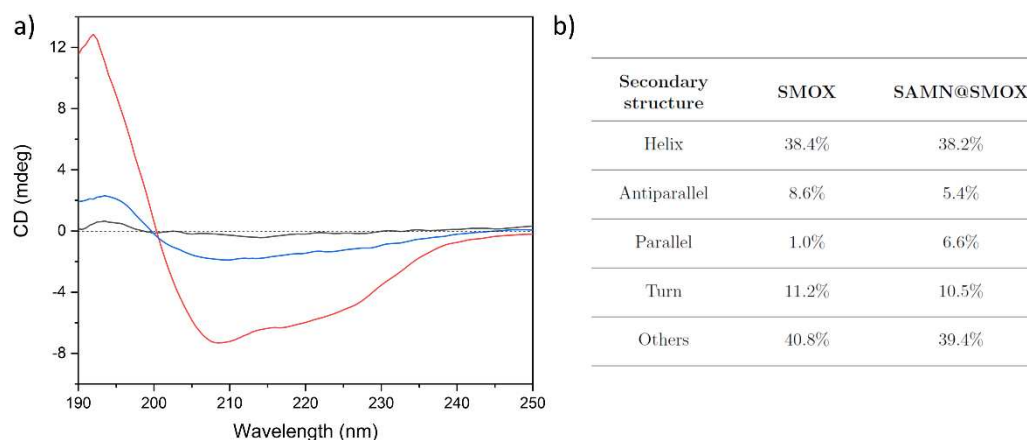 a)
12
8
4
0
-4
-8
CD (mdeg)
190 200 210 220 230 240 250
Wavelength (nm)
b)
Secondary structure SMOX SAMN@SMOX
Helix 38.4% 38.2%
Antiparallel 8.6% 5.4%
Parallel 1.0% 6.6%
Turn 11.2% 10.5%
Others 40.8% 39.4%